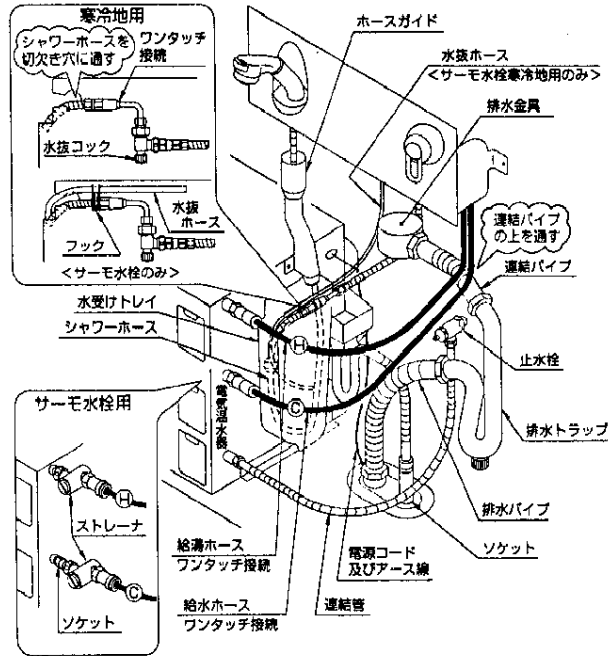 寒冷地用
シャワーホースを
切欠き穴に通す
ワンタッチ
接続
水抜コック
水抜
ホース
フック
<サーモ水栓のみ>
ホースガイド
水抜ホース
<サーモ水栓寒冷地用のみ>
排水金具
連結パイプ
の上を通す
連結パイプ
水受けトレイ
シャワーホース
H
C
止水栓
電気温水器
排水トラップ
サーモ水栓用
H
ストレーナ
C
ソケット
排水パイプ
ソケット
電源コード
及びアース線
連結管
給湯ホース
ワンタッチ接続
給水ホース
ワンタッチ接続